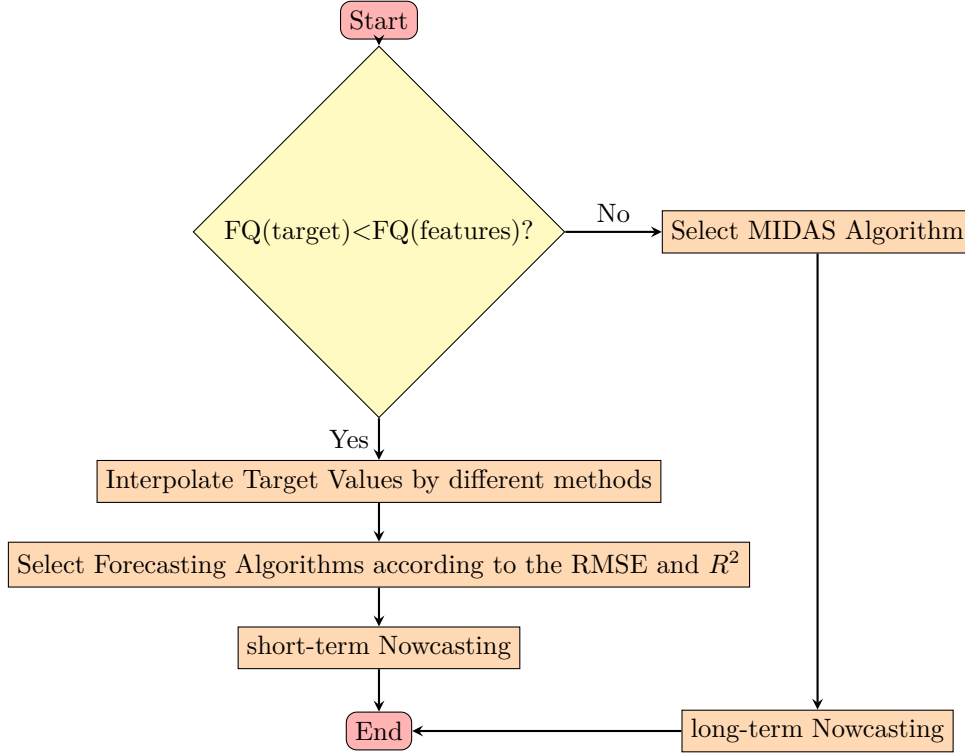 Start
FQ(target)<FQ(features)?
No
Select MIDAS Algorithm
Yes
Interpolate Target Values by different methods
Select Forecasting Algorithms according to the RMSE and R²
short-term Nowcasting
End
long-term Nowcasting